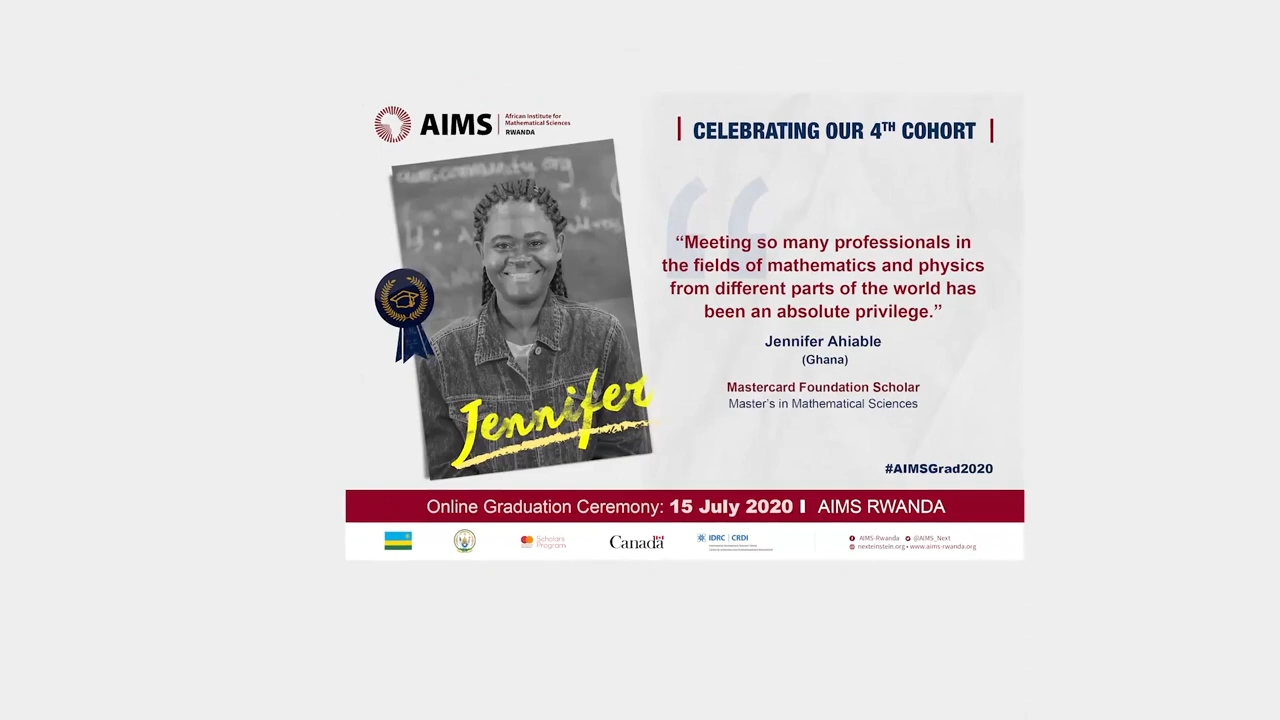 AIMS
African Institute for
Mathematical Sciences
RWANDA
CELEBRATING OUR 4TH COHORT
“Meeting so many professionals in
the fields of mathematics and physics
from different parts of the world has
been an absolute privilege.”
Jennifer Ahiable
(Ghana)
Mastercard Foundation Scholar
Master's in Mathematical Sciences
Jennifer
#AIMSGrad2020
Online Graduation Ceremony: 15 July 2020 I AIMS RWANDA
Scholars
Program
Canada
IDRC | CRDI
AIMS-Rwanda @AIMS_Next
nexteinstein.org • www.aims-rwanda.org